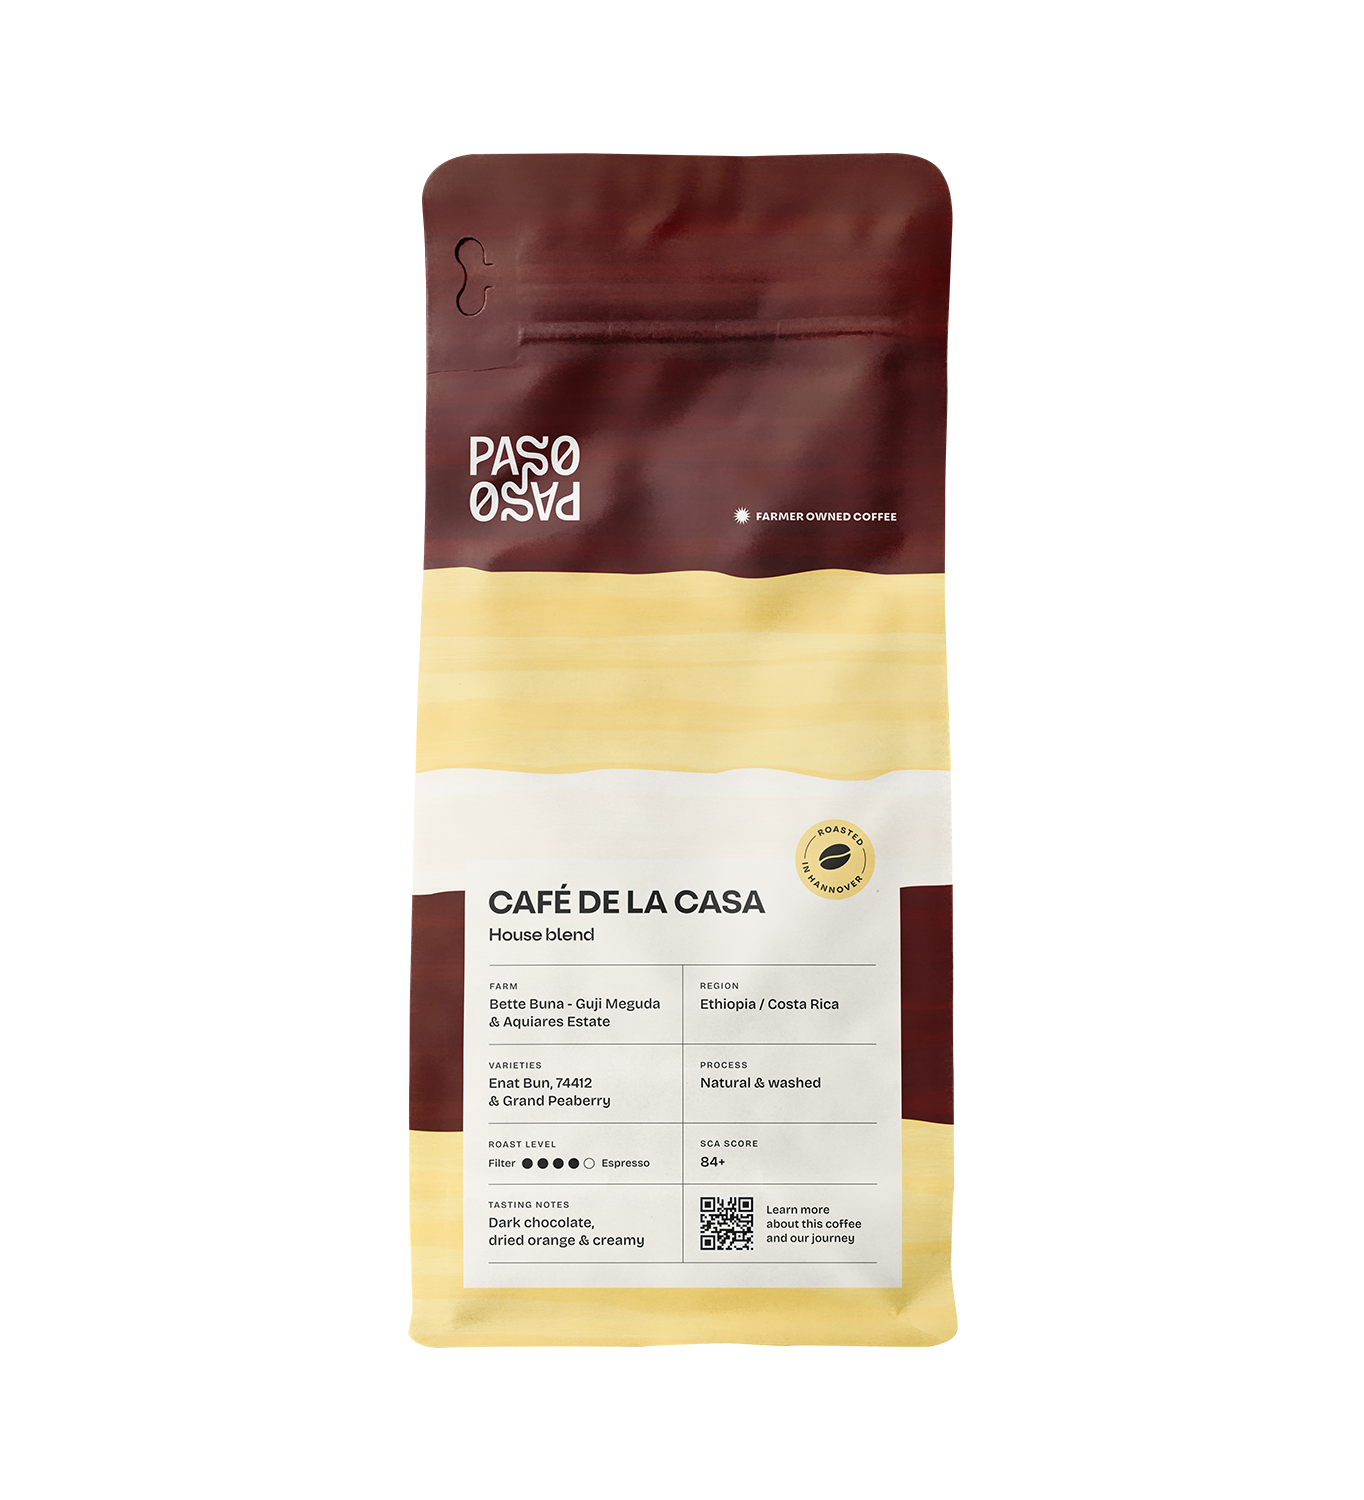 PASO
PASO
FARMER OWNED COFFEE
ROASTED
IN HANNOVER
CAFÉ DE LA CASA
House blend
FARM
Bette Buna - Guji Meguda
& Aquiares Estate
REGION
Ethiopia / Costa Rica
VARIETIES
Enat Bun, 74412
& Grand Peaberry
PROCESS
Natural & washed
ROAST LEVEL
Filter Espresso
SCA SCORE
84+
TASTING NOTES
Dark chocolate,
dried orange & creamy
Learn more
about this coffee
and our journey